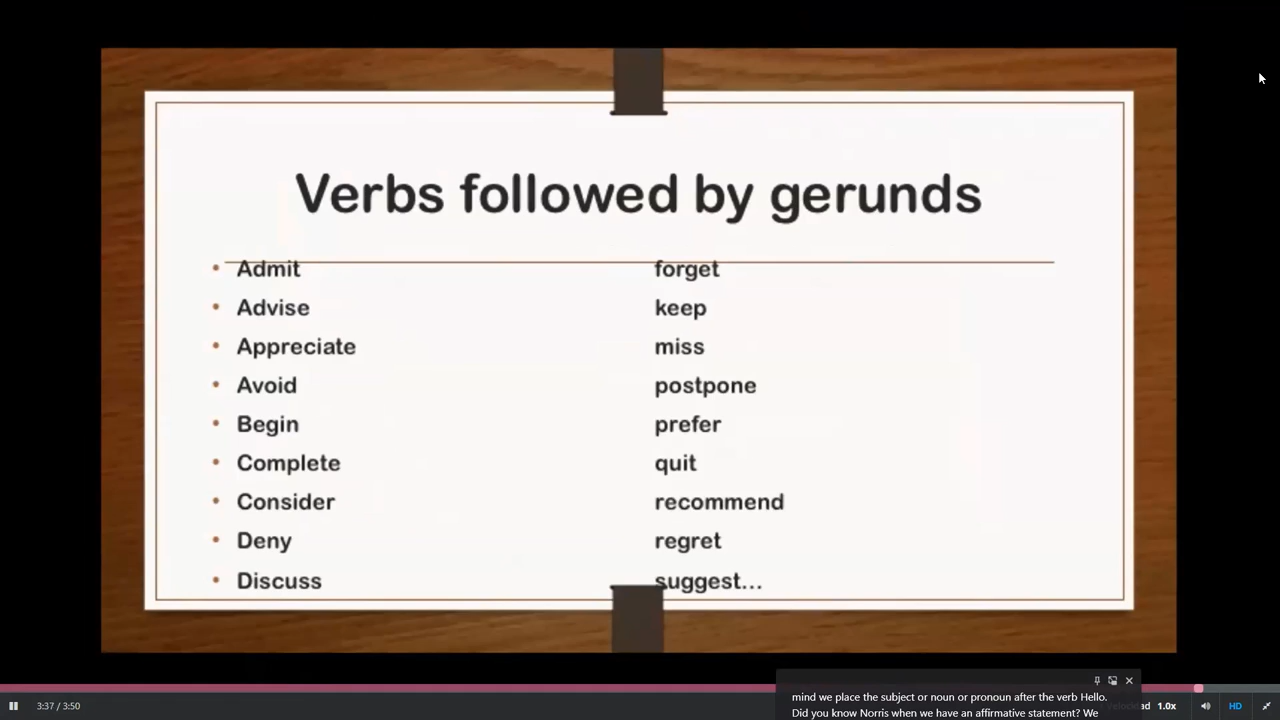 Verbs followed by gerunds
• Admit forget
• Advise keep
• Appreciate miss
• Avoid postpone
• Begin prefer
• Complete quit
• Consider recommend
• Deny regret
• Discuss suggest...
mind we place the subject or noun or pronoun after the verb Hello.
Did you know Norris when we have an affirmative statement? We
3:37 / 3:50
1.0x
HD